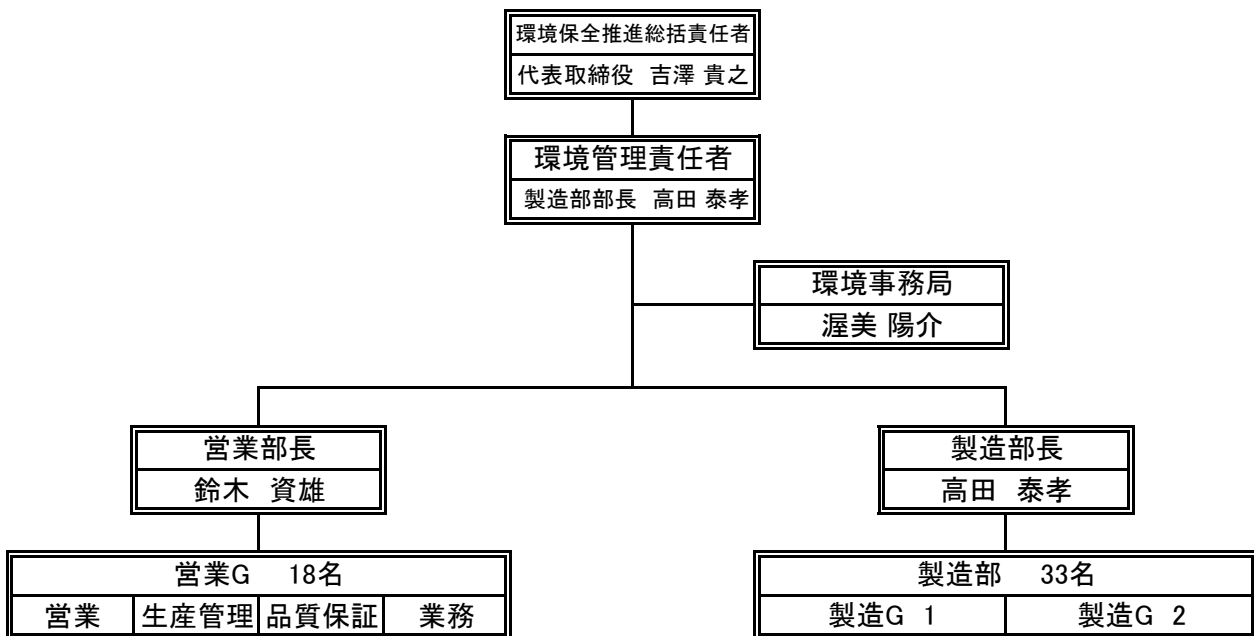 環境保全推進総括責任者
代表取締役 吉澤 貴之
環境管理責任者
製造部部長 高田 泰孝
環境事務局
渥美 陽介
営業部長
鈴木 資雄
製造部長
高田 泰孝
営業G 18名
営業 生産管理 品質保証 業務
製造部 33名
製造G 1 製造G 2